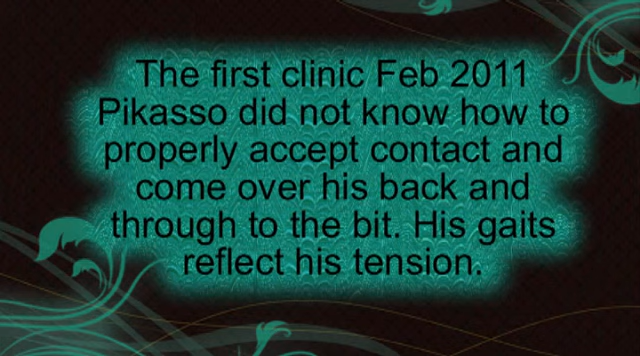 The first clinic Feb 2011
Pikasso did not know how to
properly accept contact and
come over his back and
through to the bit. His gaits
reflect his tension.